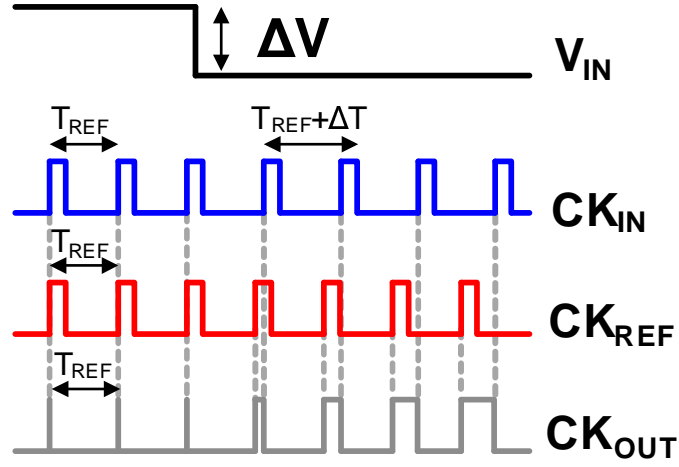 ΔV
V_IN
T_REF
T_REF+ΔT
CK_IN
T_REF
CK_REF
T_REF
CK_OUT